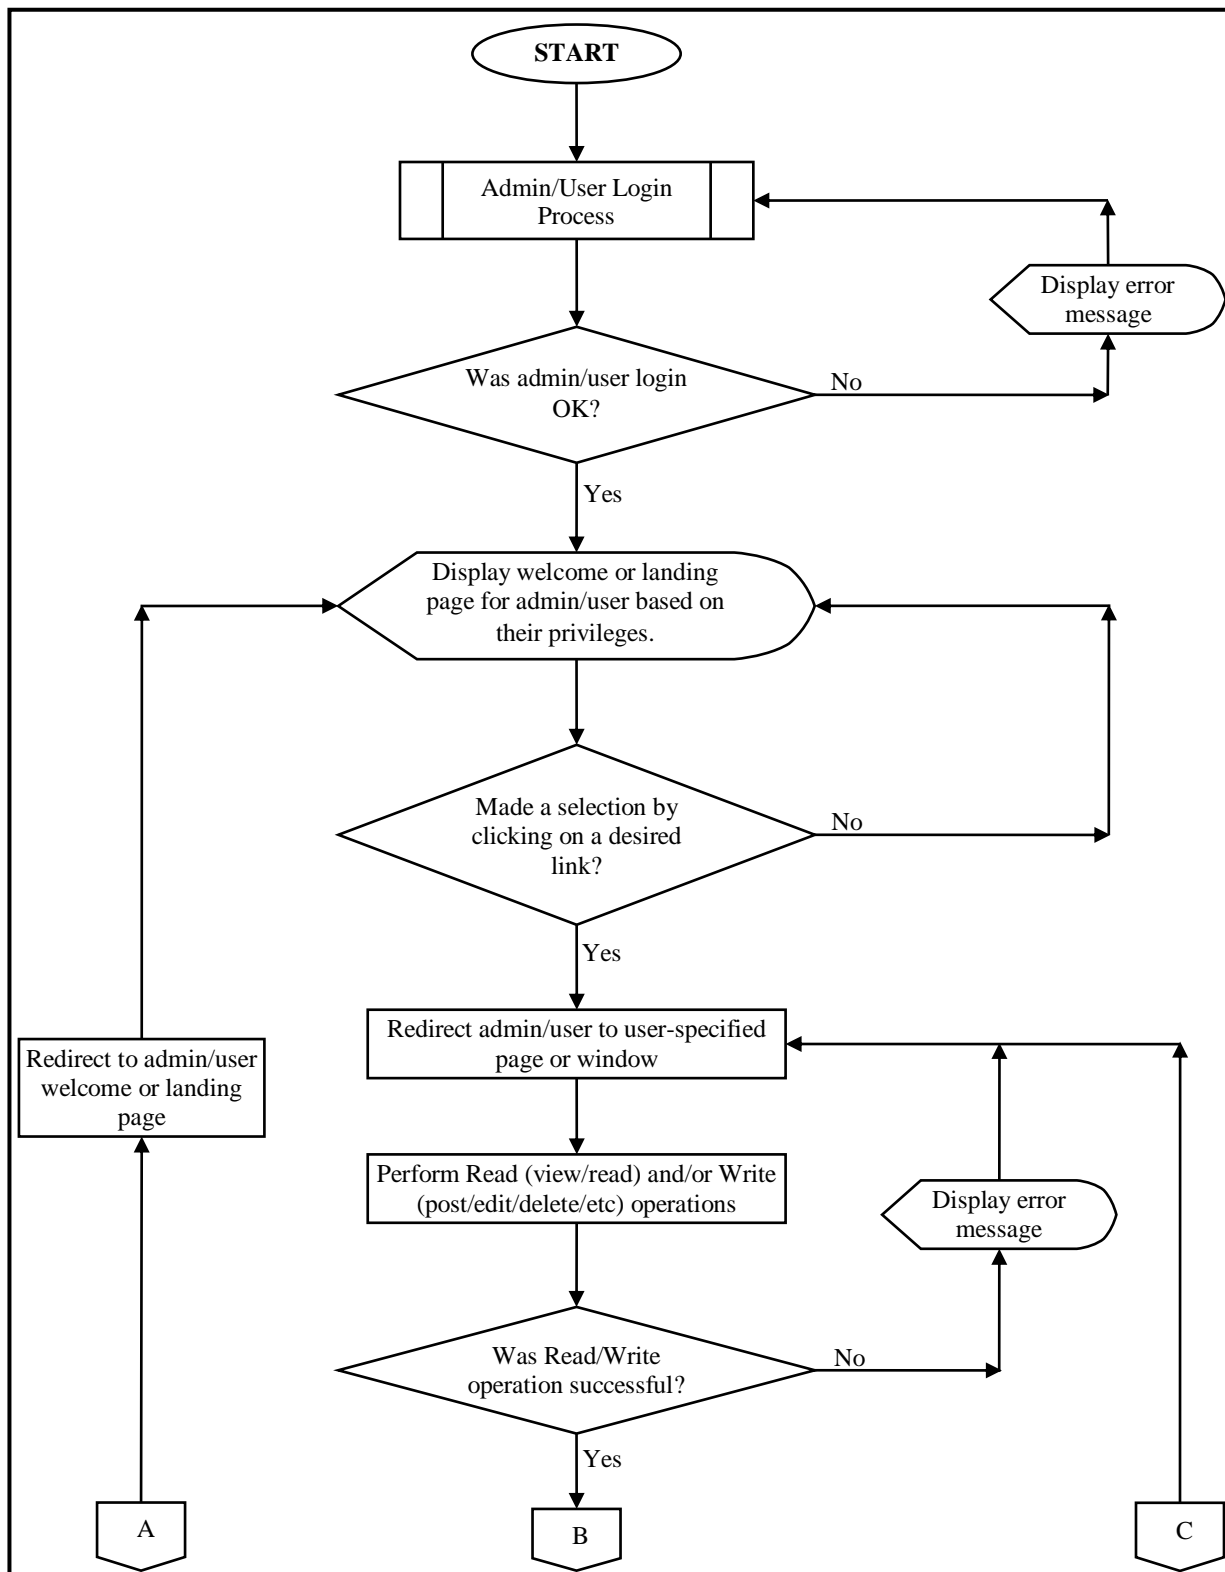 START
Admin/User Login
Process
Display error
message
Was admin/user login
OK?
No
Yes
Display welcome or landing
page for admin/user based on
their privileges.
Made a selection by
clicking on a desired
link?
No
Yes
Redirect admin/user to user-specified
page or window
Redirect to admin/user
welcome or landing
page
Perform Read (view/read) and/or Write
(post/edit/delete/etc) operations
Display error
message
Was Read/Write
operation successful?
No
Yes
A
B
C